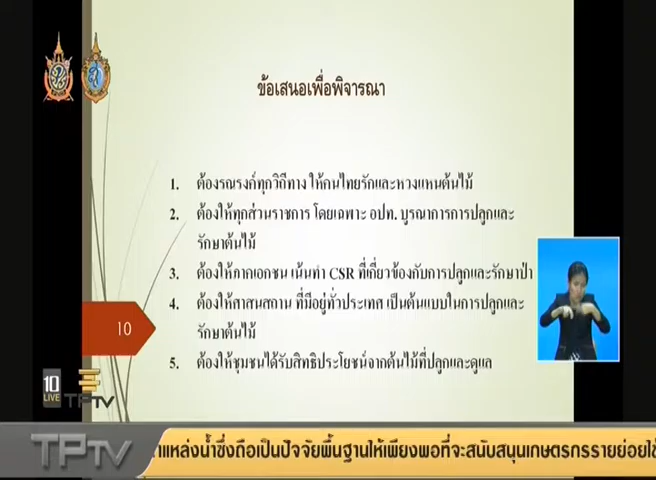 ข้อเสนอเพื่อพิจารณา
1. ต้องรณรงค์ทุกวิถีทาง ให้คนไทยรักและหวงแหนต้นไม้
2. ต้องให้ทุกส่วนราชการ โดยเฉพาะ อปท. บูรณาการการปลูกและ
รักษาต้นไม้
3. ต้องให้ภาคเอกชน เน้นทำ CSR ที่เกี่ยวข้องกับการปลูกและรักษาป่า
4. ต้องให้ศาสนสถาน ที่มีอยู่ทั่วประเทศ เป็นต้นแบบในการปลูกและ
รักษาต้นไม้
5. ต้องให้ชุมชนได้รับสิทธิประโยชน์จากต้นไม้ที่ปลูกและดูแล
10
10
LIVE
TPTV
TPTV
แหล่งน้ำซึ่งถือเป็นปัจจัยพื้นฐานให้เพียงพอที่จะสนับสนุนเกษตรกรรายย่อย